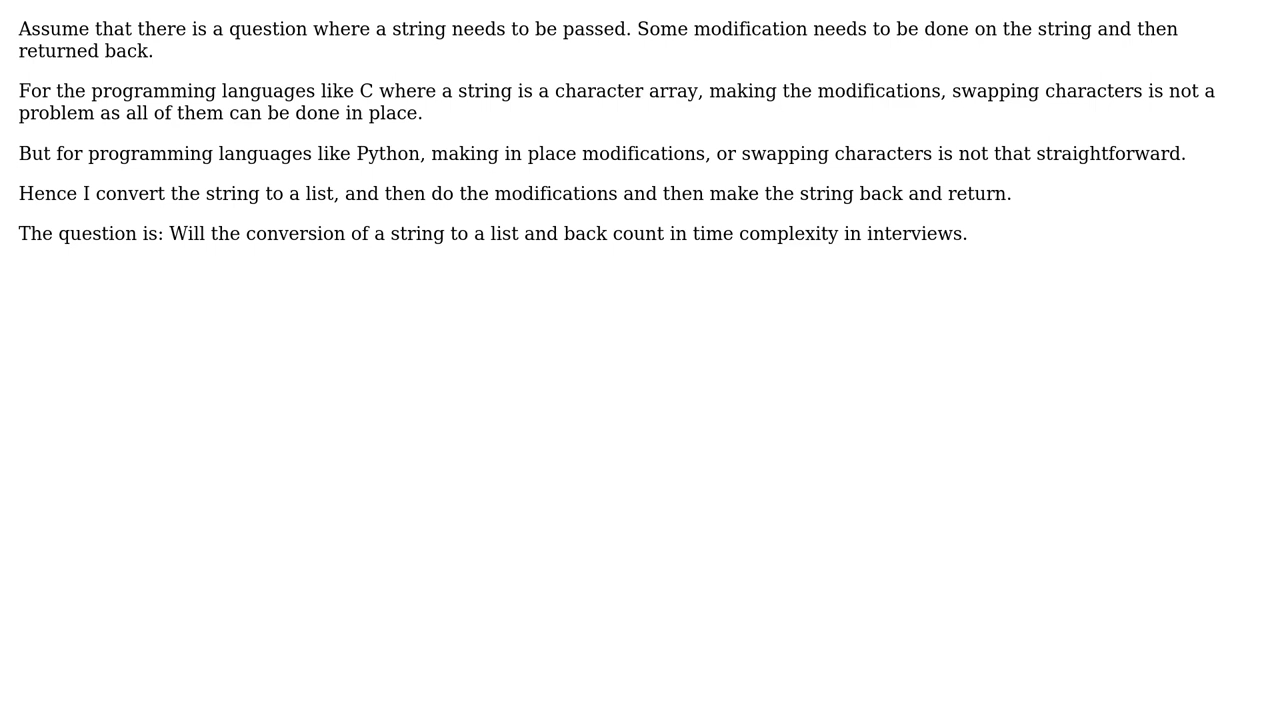 Assume that there is a question where a string needs to be passed. Some modification needs to be done on the string and then
returned back.
For the programming languages like C where a string is a character array, making the modifications, swapping characters is not a
problem as all of them can be done in place.
But for programming languages like Python, making in place modifications, or swapping characters is not that straightforward.
Hence I convert the string to a list, and then do the modifications and then make the string back and return.
The question is: Will the conversion of a string to a list and back count in time complexity in interviews.